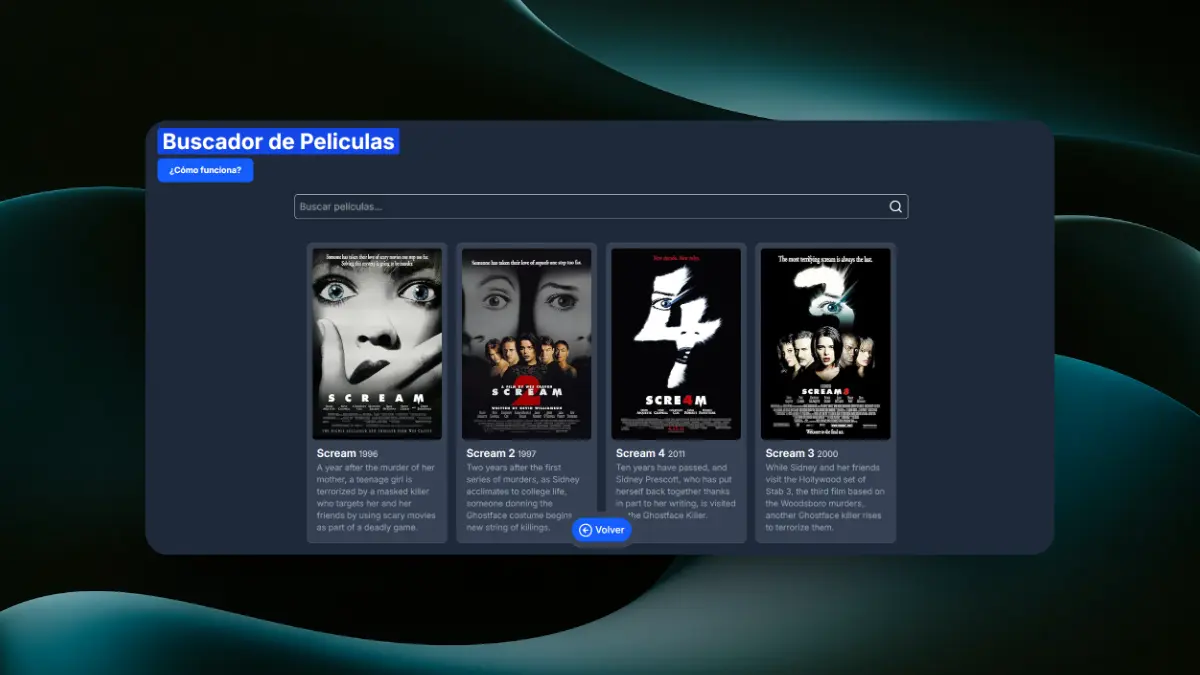 Buscador de Peliculas
¿Cómo funciona?
Buscar películas...
Someone has taken their love of scary movies one step too far.
Solving this mystery is going to be murder.
SCREAM
Someone has taken their love of sequels one step too far.
2
A FILM BY WES CRAVEN
SCREAM
WRITTEN BY KEVIN WILLIAMSON
New decade. New rules.
4
SCRE4M
The most terrifying scream is always the last.
3
SCREAM3
Welcome to the final act.
Scream 1996
A year after the murder of her
mother, a teenage girl is
terrorized by a masked killer
who targets her and her
friends by using scary movies
as part of a deadly game.
Scream 2 1997
Two years after the first
series of murders, as Sidney
acclimates to college life,
someone donning the
Ghostface costume begins
new string of killings.
Scream 4 2011
Ten years have passed, and
Sidney Prescott, who has put
herself back together thanks
in part to her writing, is visited
the Ghostface Killer.
Scream 3 2000
While Sidney and her friends
visit the Hollywood set of
Stab 3, the third film based on
the Woodsboro murders,
another Ghostface killer rises
to terrorize them.
Volver